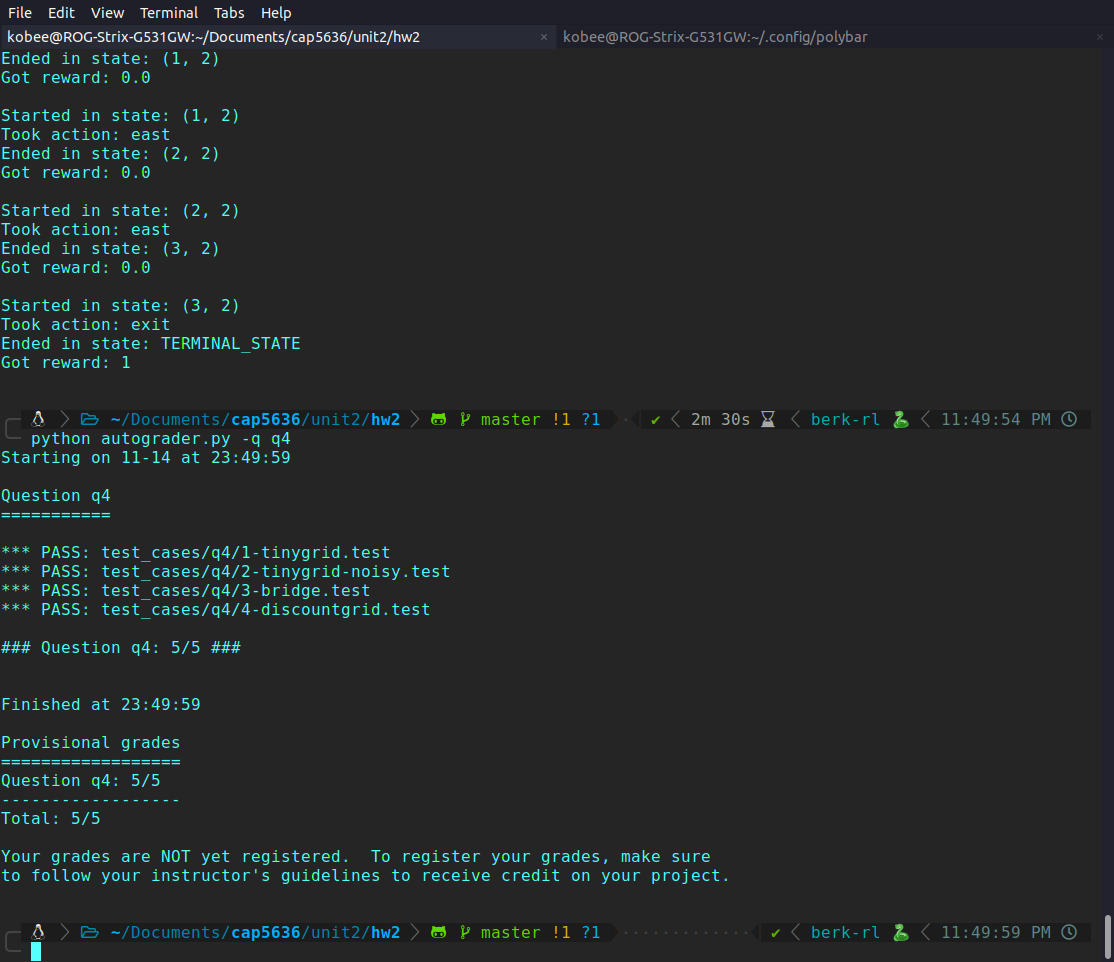 File Edit View Terminal Tabs Help
kobee@ROG-Strix-G531GW:~/Documents/cap5636/unit2/hw2 × kobee@ROG-Strix-G531GW:~/.config/polybar ×
Ended in state: (1, 2)
Got reward: 0.0
Started in state: (1, 2)
Took action: east
Ended in state: (2, 2)
Got reward: 0.0
Started in state: (2, 2)
Took action: east
Ended in state: (3, 2)
Got reward: 0.0
Started in state: (3, 2)
Took action: exit
Ended in state: TERMINAL_STATE
Got reward: 1
~/Documents/cap5636/unit2/hw2 master !1 ?1 ✔ 2m 30s berk-rl 11:49:54 PM
python autograder.py -q q4
Starting on 11-14 at 23:49:59
Question q4
===========
*** PASS: test_cases/q4/1-tinygrid.test
*** PASS: test_cases/q4/2-tinygrid-noisy.test
*** PASS: test_cases/q4/3-bridge.test
*** PASS: test_cases/q4/4-discountgrid.test
### Question q4: 5/5 ###
Finished at 23:49:59
Provisional grades
==================
Question q4: 5/5
------------------
Total: 5/5
Your grades are NOT yet registered.  To register your grades, make sure
to follow your instructor's guidelines to receive credit on your project.
~/Documents/cap5636/unit2/hw2 master !1 ?1 ✔ berk-rl 11:49:59 PM